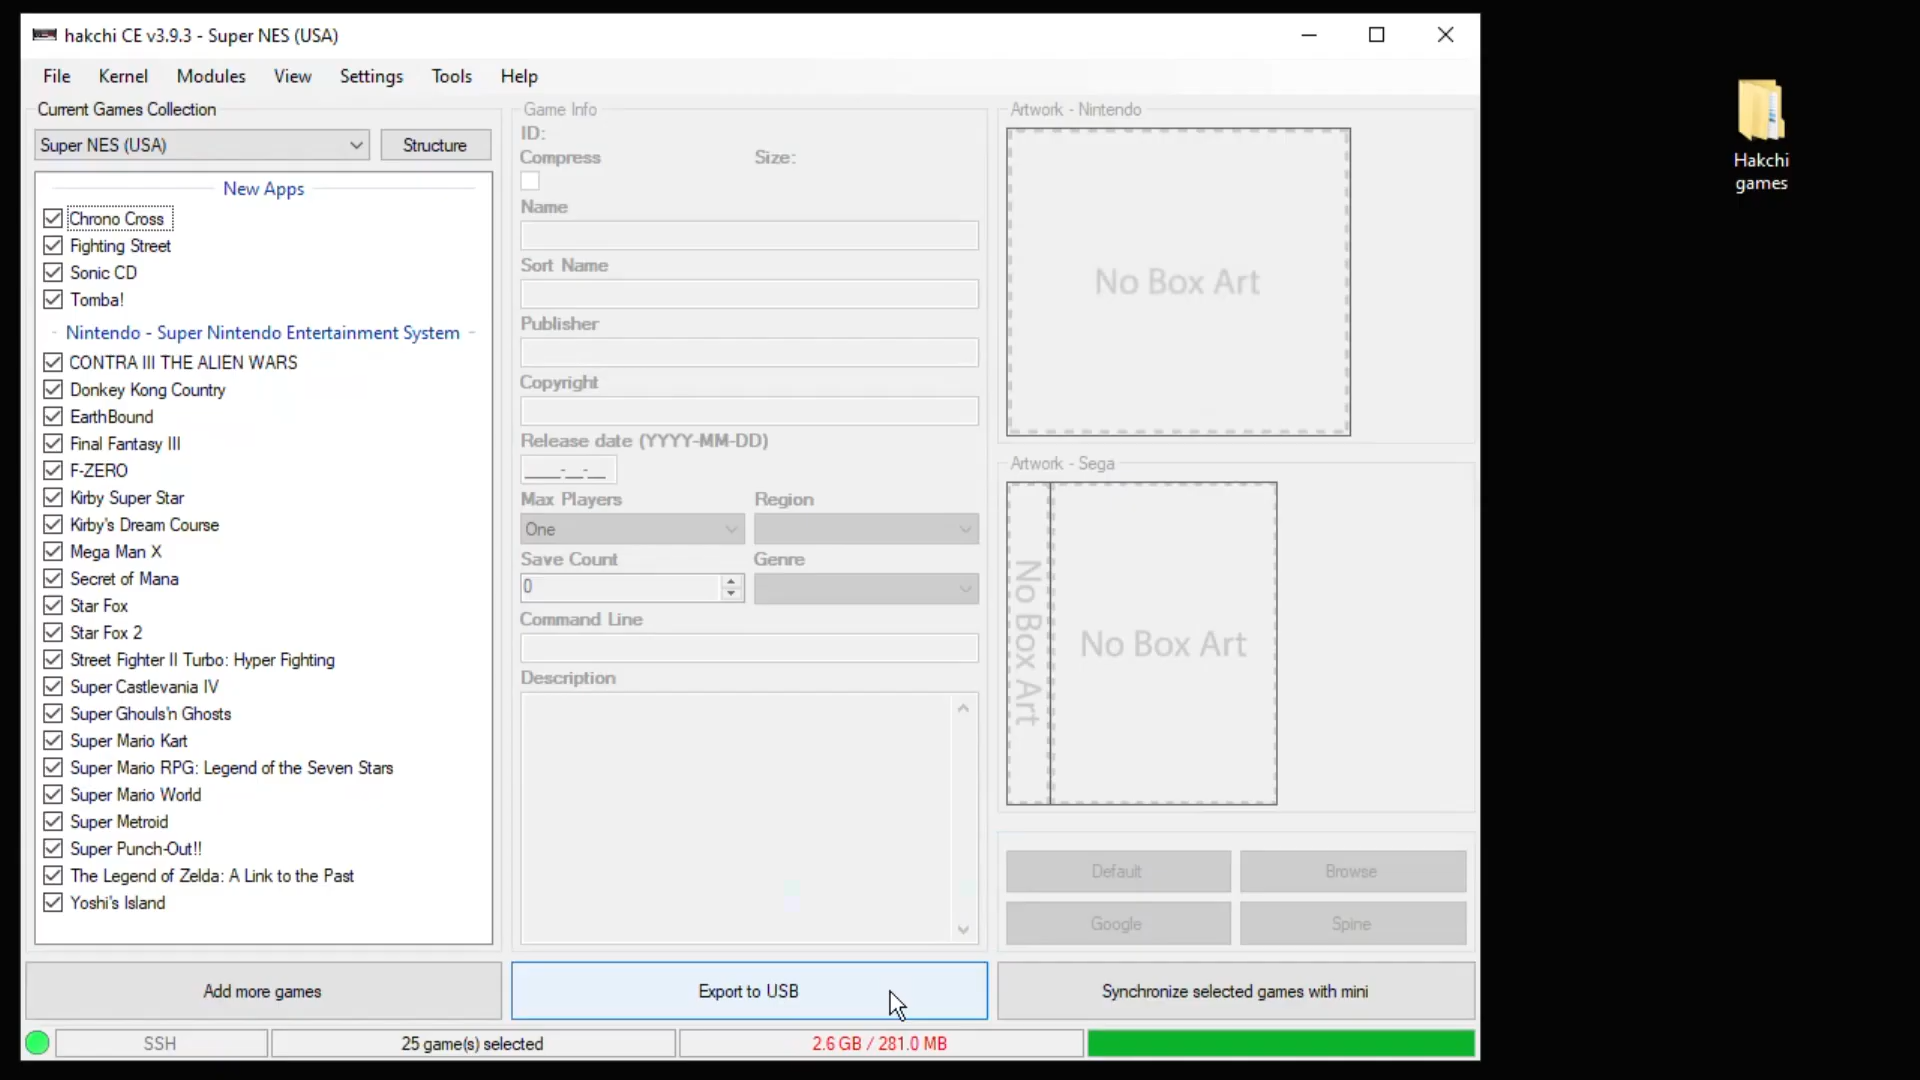 hakchi CE v3.9.3 - Super NES (USA)
File Kernel Modules View Settings Tools Help
Current Games Collection
Super NES (USA)
Structure
New Apps
Chrono Cross
Fighting Street
Sonic CD
Tomba!
Nintendo - Super Nintendo Entertainment System
CONTRA III THE ALIEN WARS
Donkey Kong Country
EarthBound
Final Fantasy III
F-ZERO
Kirby Super Star
Kirby's Dream Course
Mega Man X
Secret of Mana
Star Fox
Star Fox 2
Street Fighter II Turbo: Hyper Fighting
Super Castlevania IV
Super Ghouls'n Ghosts
Super Mario Kart
Super Mario RPG: Legend of the Seven Stars
Super Mario World
Super Metroid
Super Punch-Out!!
The Legend of Zelda: A Link to the Past
Yoshi's Island
Game Info
ID:
Compress Size:
Name
Sort Name
Publisher
Copyright
Release date (YYYY-MM-DD)
____-__-__
Max Players Region
One
Save Count Genre
0
Command Line
Description
Artwork - Nintendo
No Box Art
Artwork - Sega
No Box Art
No Box Art
Default Browse
Google Spine
Add more games
Export to USB
Synchronize selected games with mini
SSH
25 game(s) selected
2.6 GB / 281.0 MB
Hakchi
games